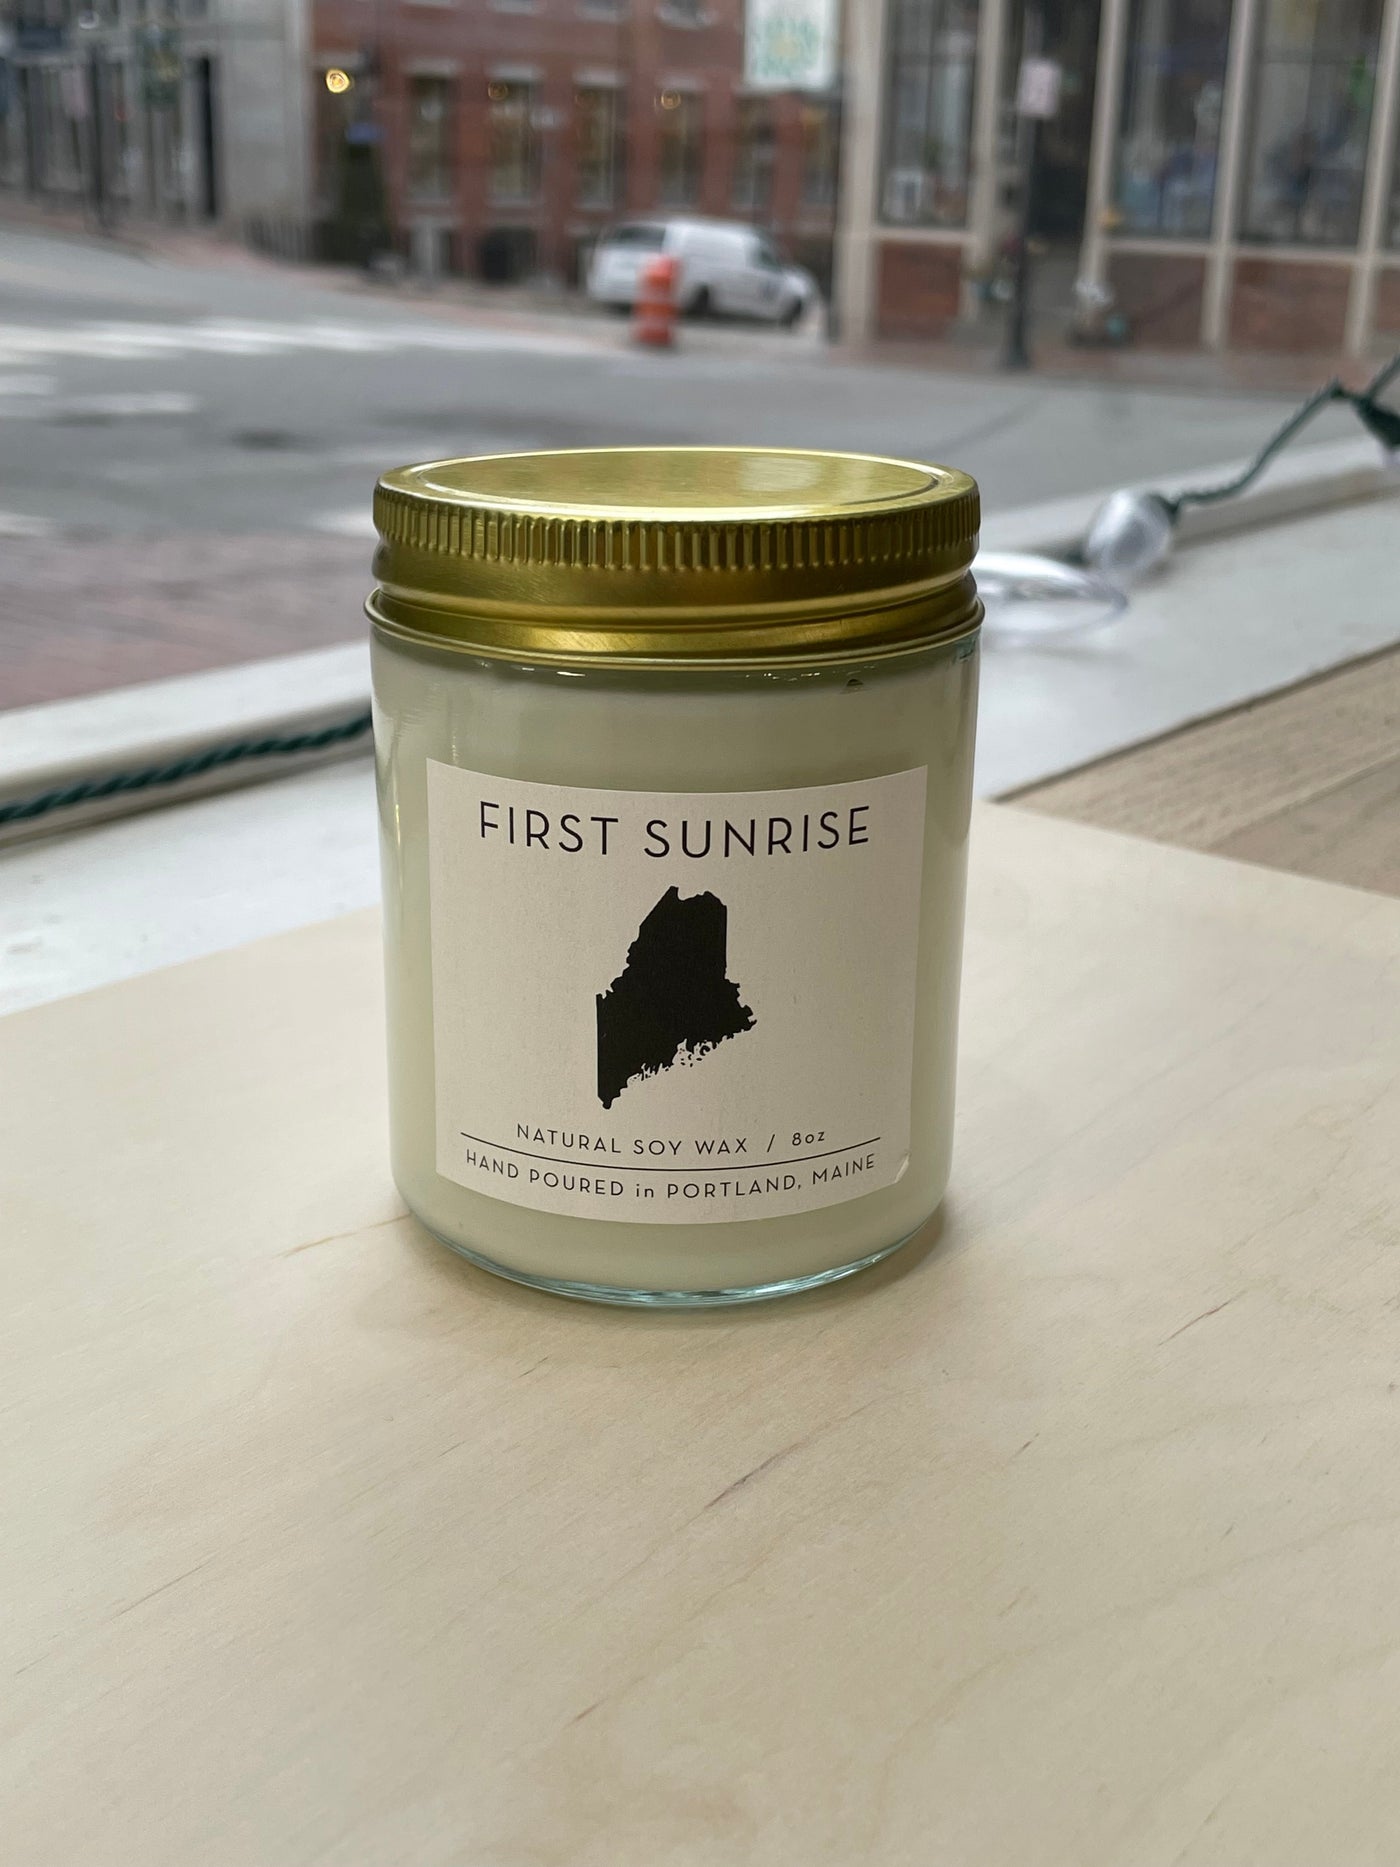 FIRST SUNRISE
NATURAL SOY WAX / 8oz
HAND POURED in PORTLAND, MAINE